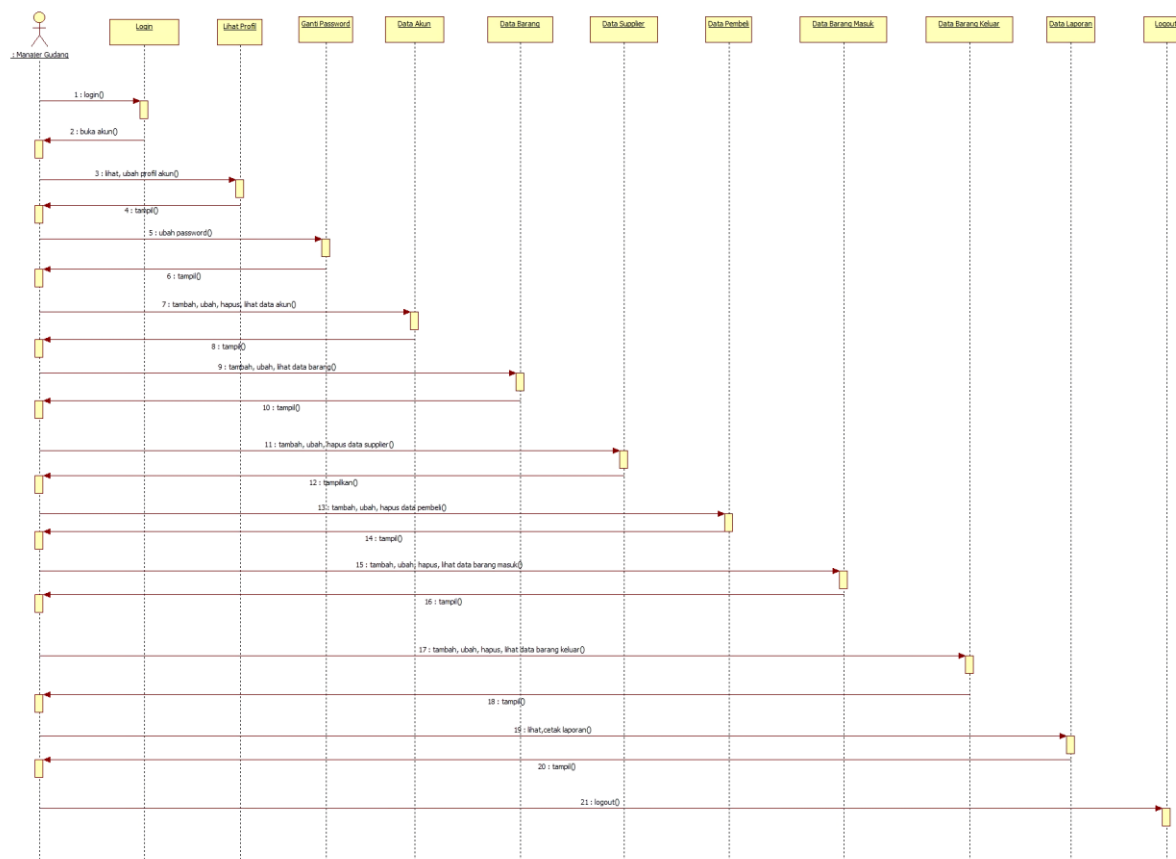 Login
Lihat Profil
Ganti Password
Data Akun
Data Barang
Data Supplier
Data Pembeli
Data Barang Masuk
Data Barang Keluar
Data Laporan
Logout
: Manajer Gudang
1 : login()
2 : buka akun()
3 : lihat, ubah profil akun()
4 : tampil()
5 : ubah password()
6 : tampil()
7 : tambah, ubah, hapus, lihat data akun()
8 : tampil()
9 : tambah, ubah, lihat data barang()
10 : tampil()
11 : tambah, ubah, hapus data supplier()
12 : tampilkan()
13 : tambah, ubah, hapus data pembeli()
14 : tampil()
15 : tambah, ubah, hapus, lihat data barang masuk()
16 : tampil()
17 : tambah, ubah, hapus, lihat data barang keluar()
18 : tampil()
19 : lihat,cetak laporan()
20 : tampil()
21 : logout()